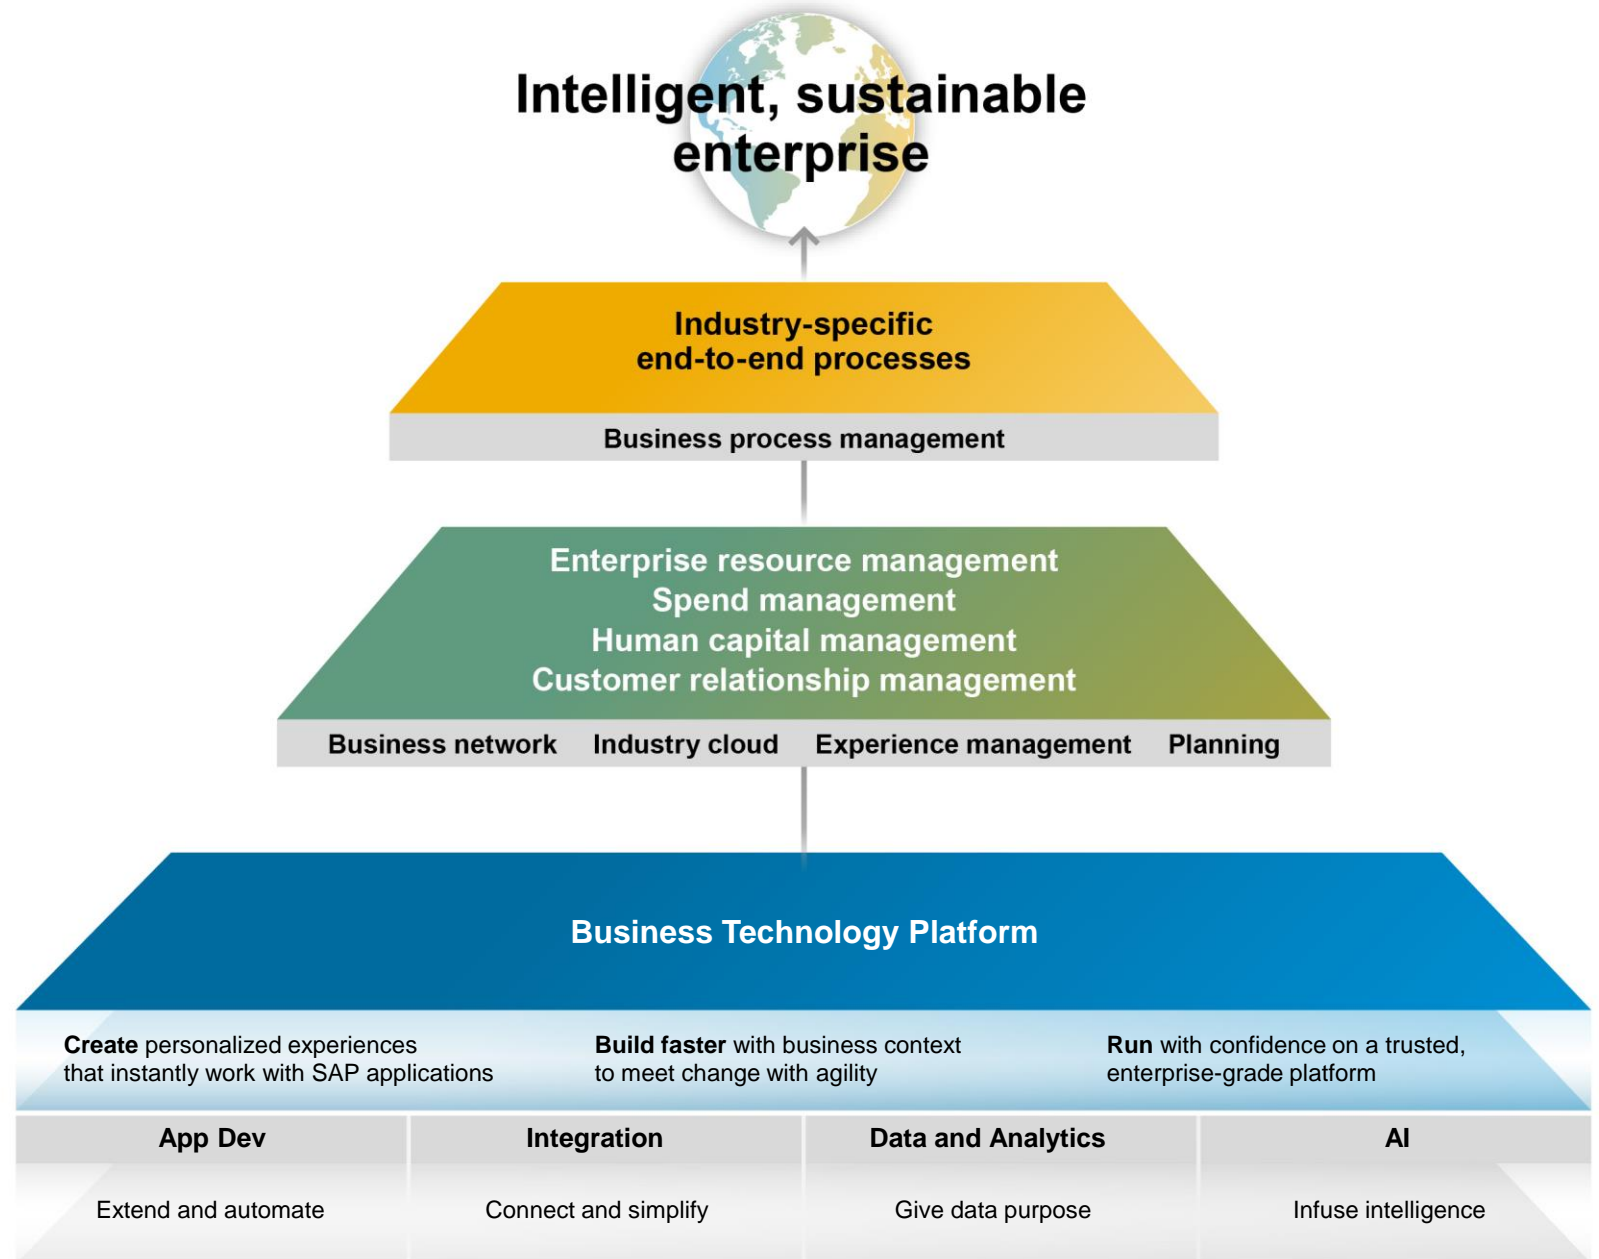 Intelligent, sustainable
enterprise
Industry-specific
end-to-end processes
Business process management
Enterprise resource management
Spend management
Human capital management
Customer relationship management
Business network Industry cloud Experience management Planning
Business Technology Platform
Create personalized experiences
that instantly work with SAP applications
Build faster with business context
to meet change with agility
Run with confidence on a trusted,
enterprise-grade platform
App Dev Integration Data and Analytics AI
Extend and automate Connect and simplify Give data purpose Infuse intelligence